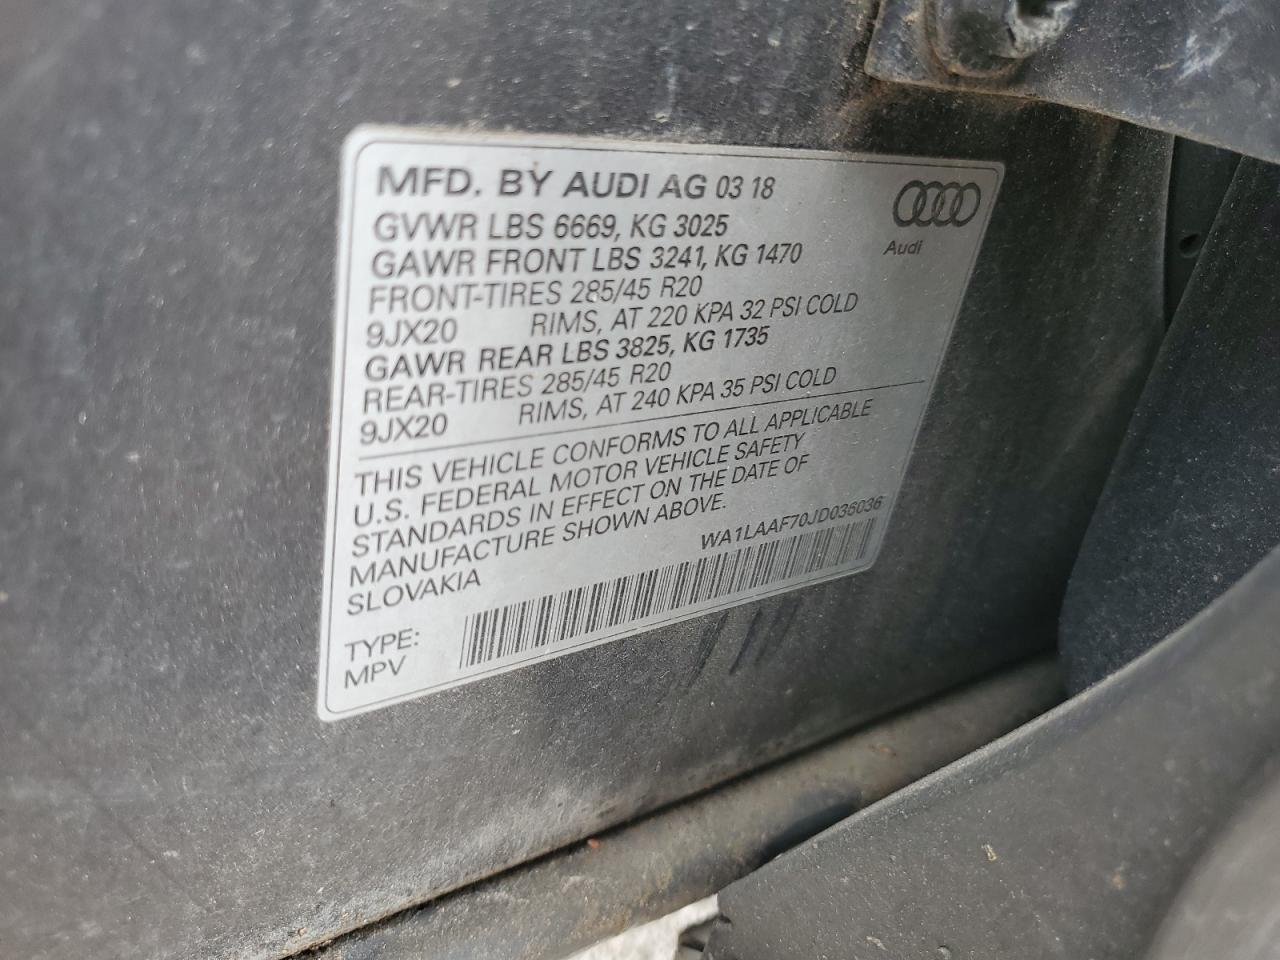 MFD. BY AUDI AG 03 18
GVWR LBS 6669, KG 3025
GAWR FRONT LBS 3241, KG 1470
FRONT-TIRES 285/45 R20
9JX20 RIMS, AT 220 KPA 32 PSI COLD
GAWR REAR LBS 3825, KG 1735
REAR-TIRES 285/45 R20
9JX20 RIMS, AT 240 KPA 35 PSI COLD
Audi
THIS VEHICLE CONFORMS TO ALL APPLICABLE
U.S. FEDERAL MOTOR VEHICLE SAFETY
STANDARDS IN EFFECT ON THE DATE OF
MANUFACTURE SHOWN ABOVE.
SLOVAKIA
WA1LAAF70JD036036
TYPE:
MPV